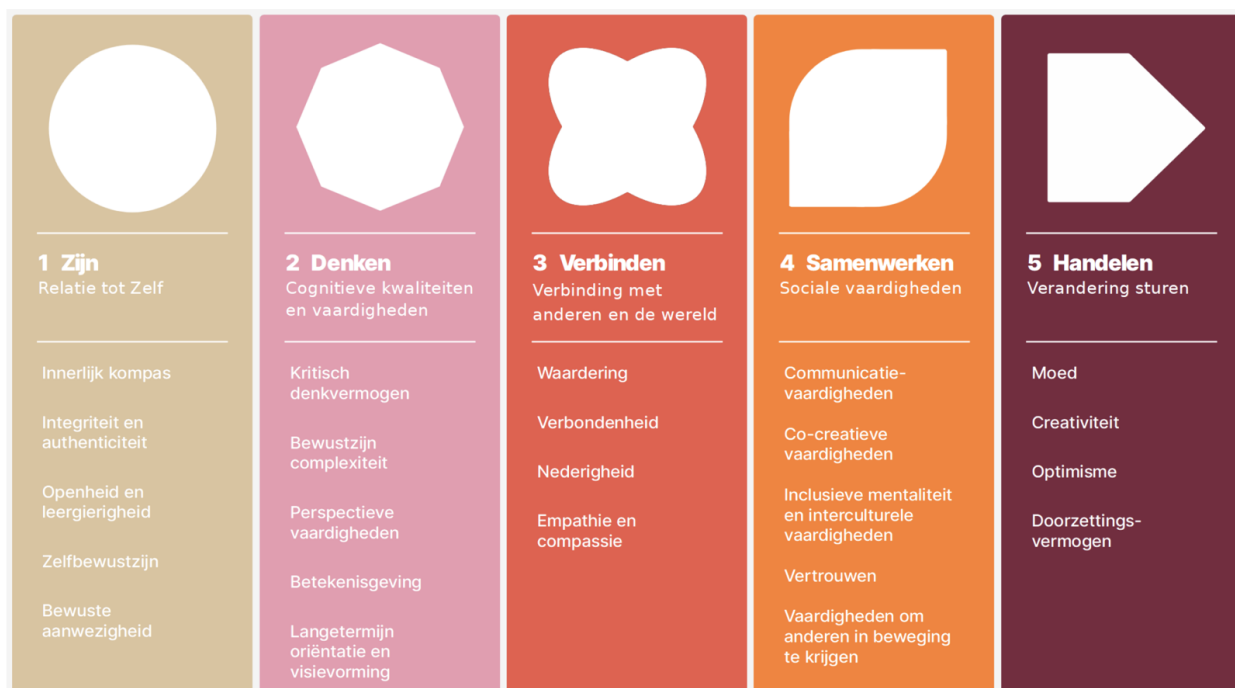 1 Zijn
Relatie tot Zelf
Innerlijk kompas
Integriteit en
authenticiteit
Openheid en
leergierigheid
Zelfbewustzijn
Bewuste
aanwezigheid
2 Denken
Cognitieve kwaliteiten
en vaardigheden
Kritisch
denkvermogen
Bewustzijn
complexiteit
Perspectieve
vaardigheden
Betekenisgeving
Langetermijn
oriëntatie en
visievorming
3 Verbinden
Verbinding met
anderen en de wereld
Waardering
Verbondenheid
Nederigheid
Empathie en
compassie
4 Samenwerken
Sociale vaardigheden
Communicatie-
vaardigheden
Co-creatieve
vaardigheden
Inclusieve mentaliteit
en interculturele
vaardigheden
Vertrouwen
Vaardigheden om
anderen in beweging
te krijgen
5 Handelen
Verandering sturen
Moed
Creativiteit
Optimisme
Doorzettings-
vermogen